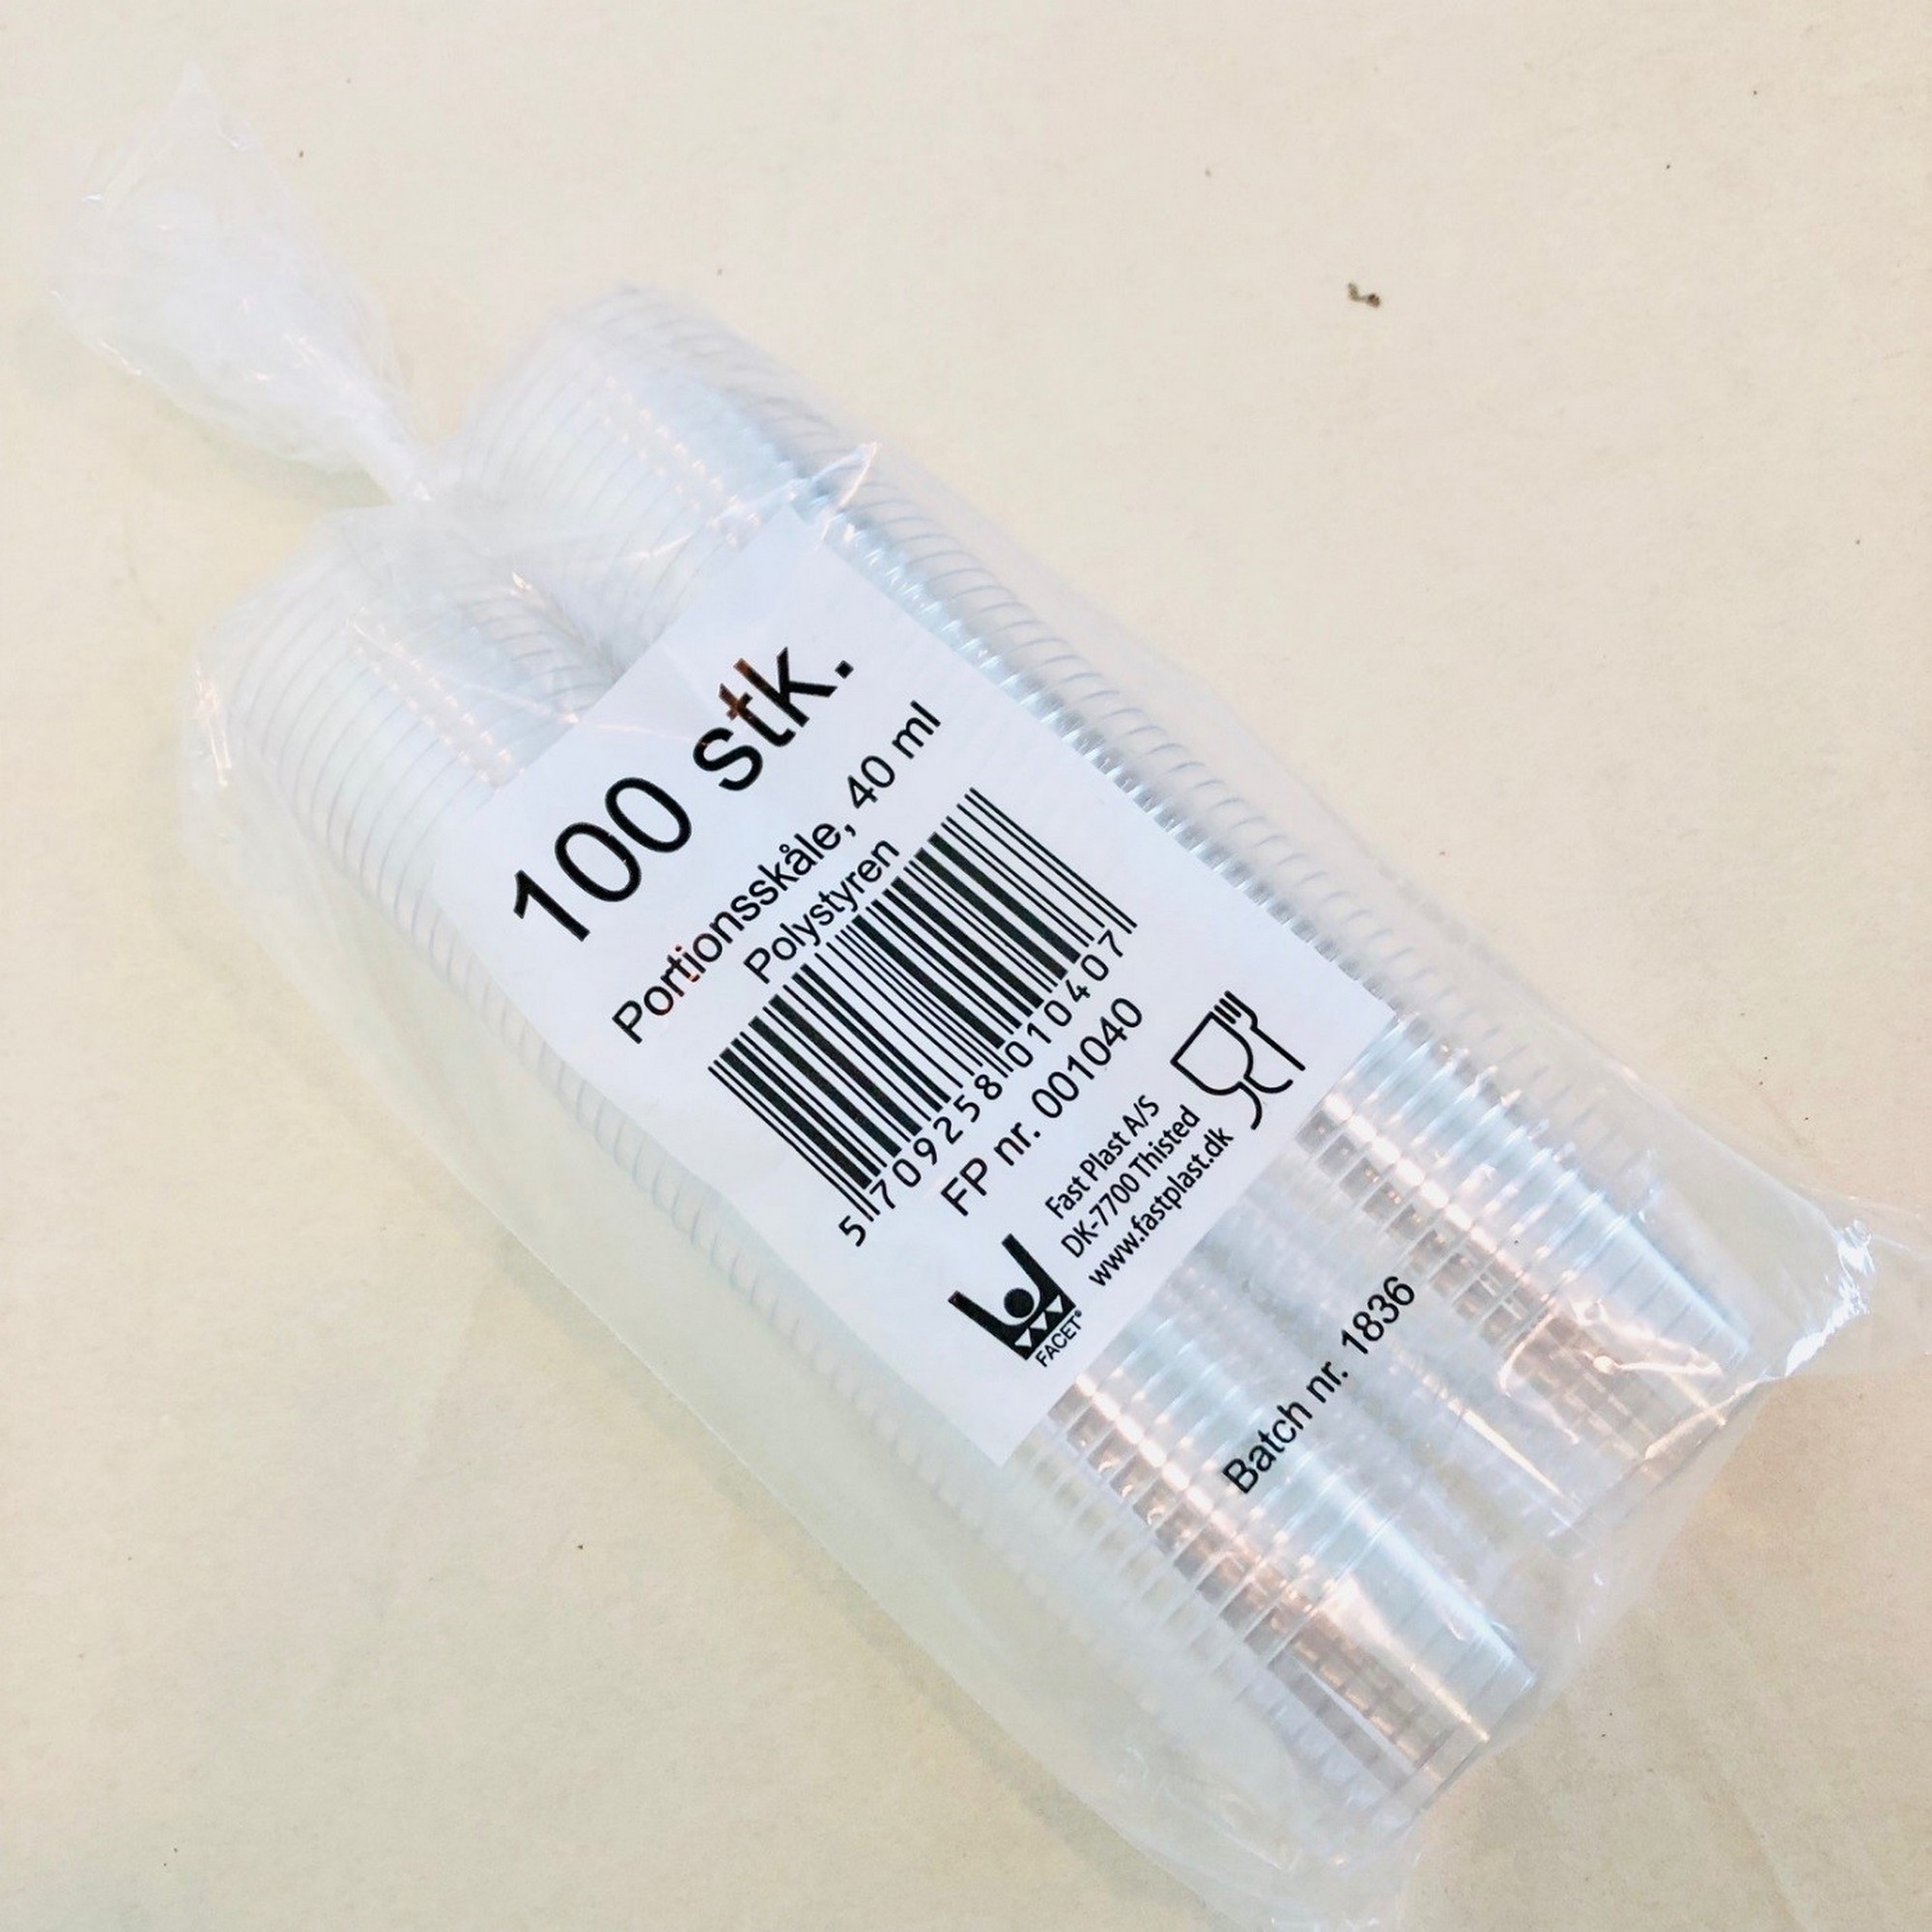 100 stk.
Portionsskåle, 40 ml
Polystyren
5 709258 010407
FP nr. 001040
Fast Plast A/S
DK-7700 Thisted
www.fastplast.dk
FACET®
Batch nr. 1836